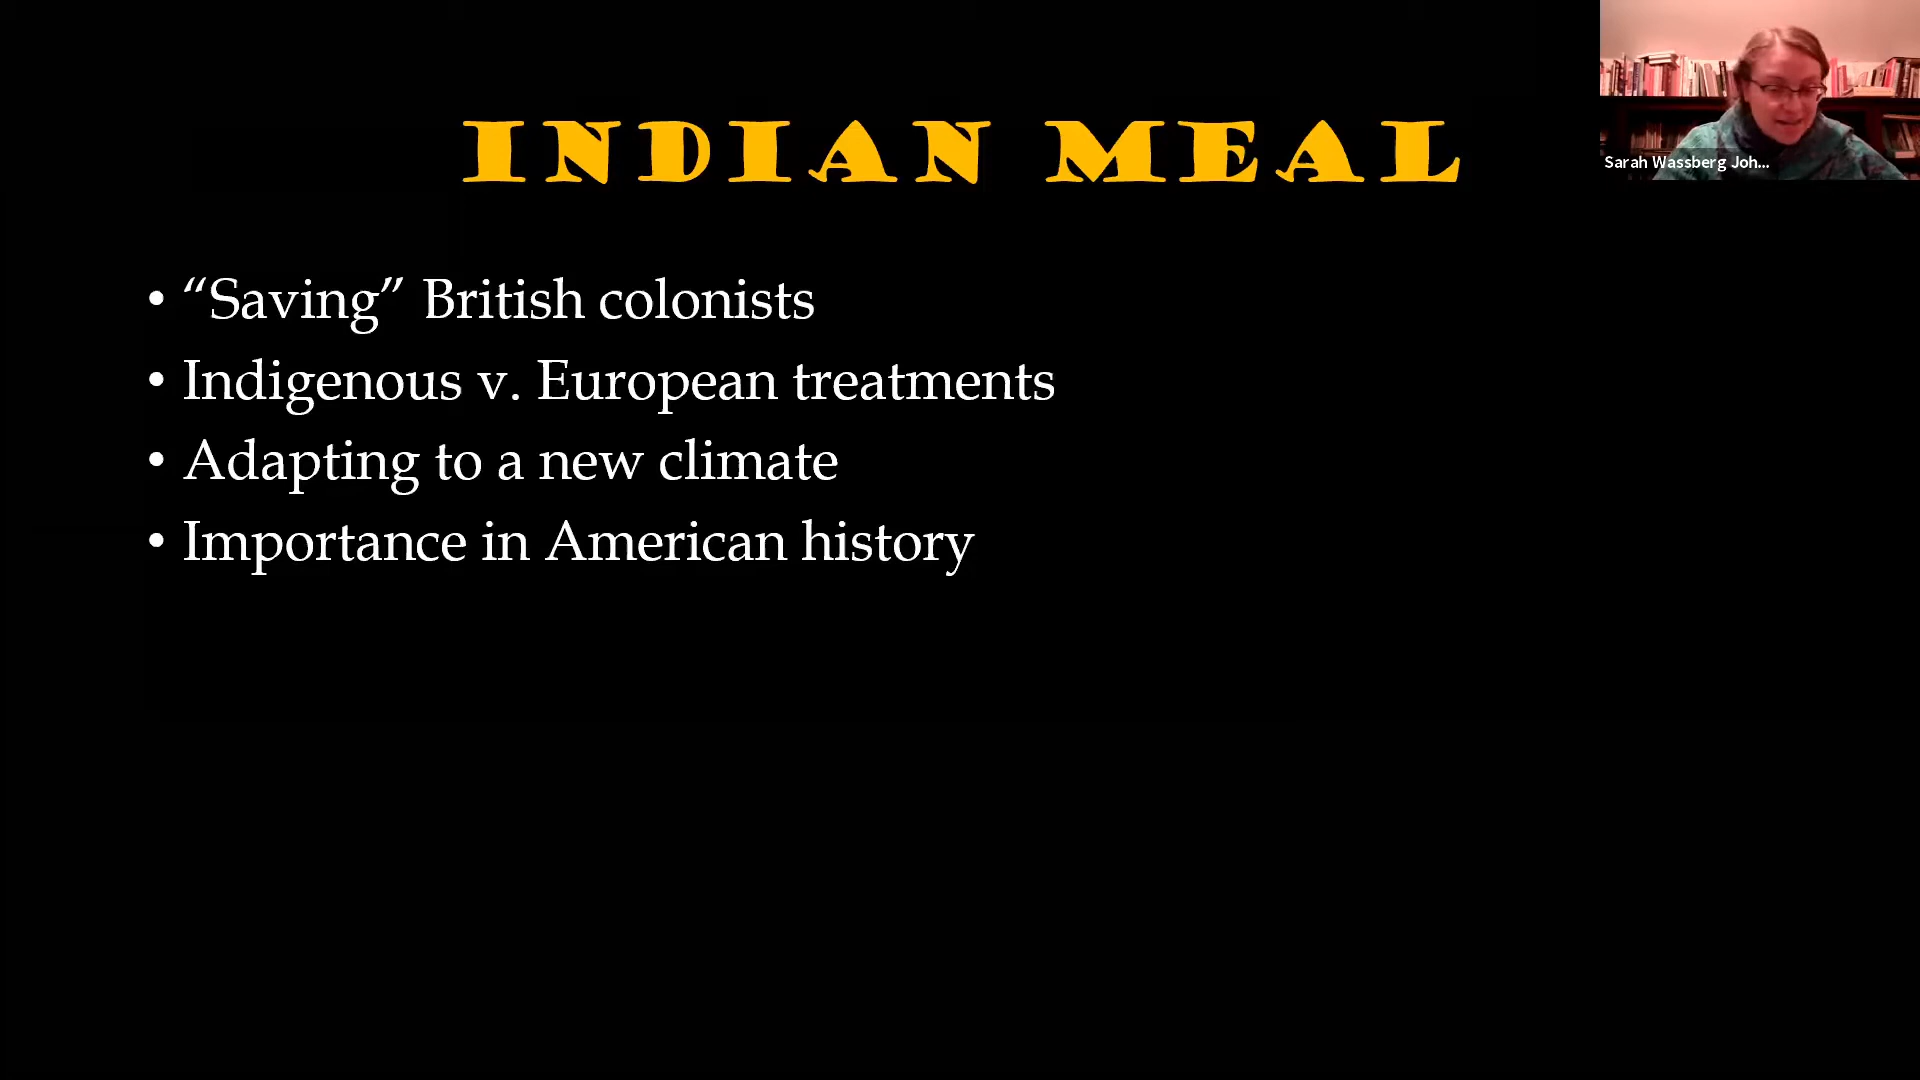 INDIAN MEAL
Sarah Wassberg Joh...
• “Saving” British colonists
• Indigenous v. European treatments
• Adapting to a new climate
• Importance in American history